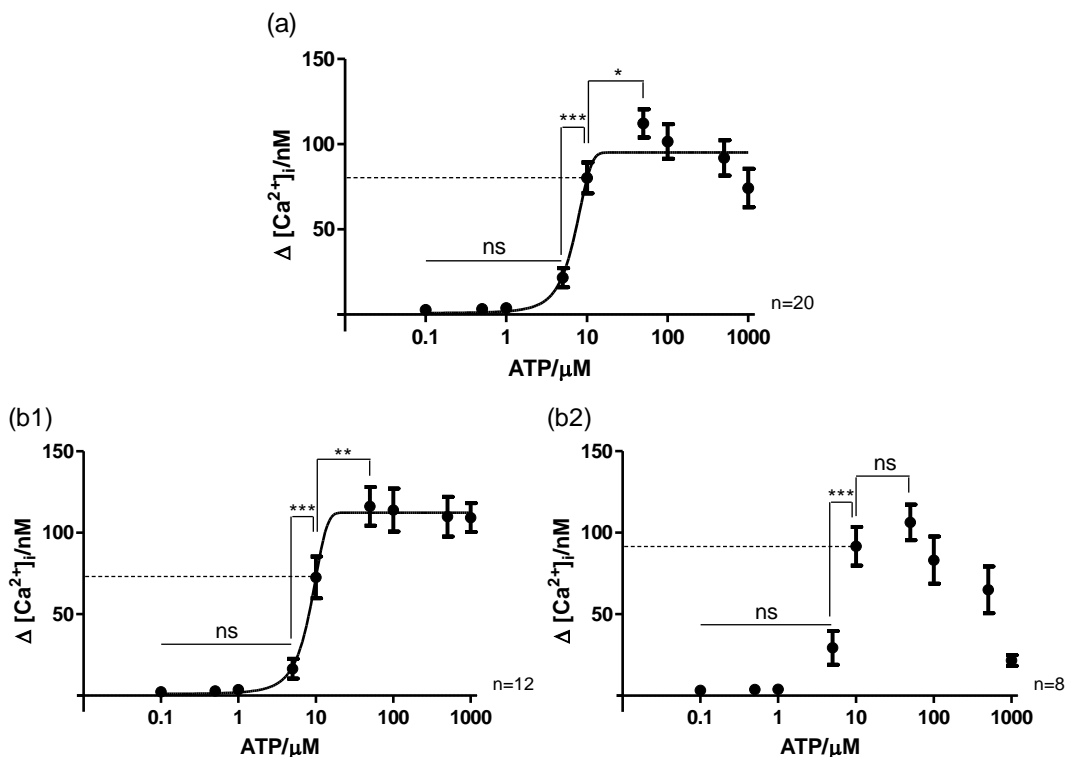 (a)
150
100
50
Δ [Ca²⁺]ᵢ/nM
*
***
ns
n=20
0.1 1 10 100 1000
ATP/μM
(b1)
150
100
50
Δ [Ca²⁺]ᵢ/nM
**
***
ns
n=12
0.1 1 10 100 1000
ATP/μM
(b2)
150
100
50
Δ [Ca²⁺]ᵢ/nM
ns
***
ns
n=8
0.1 1 10 100 1000
ATP/μM